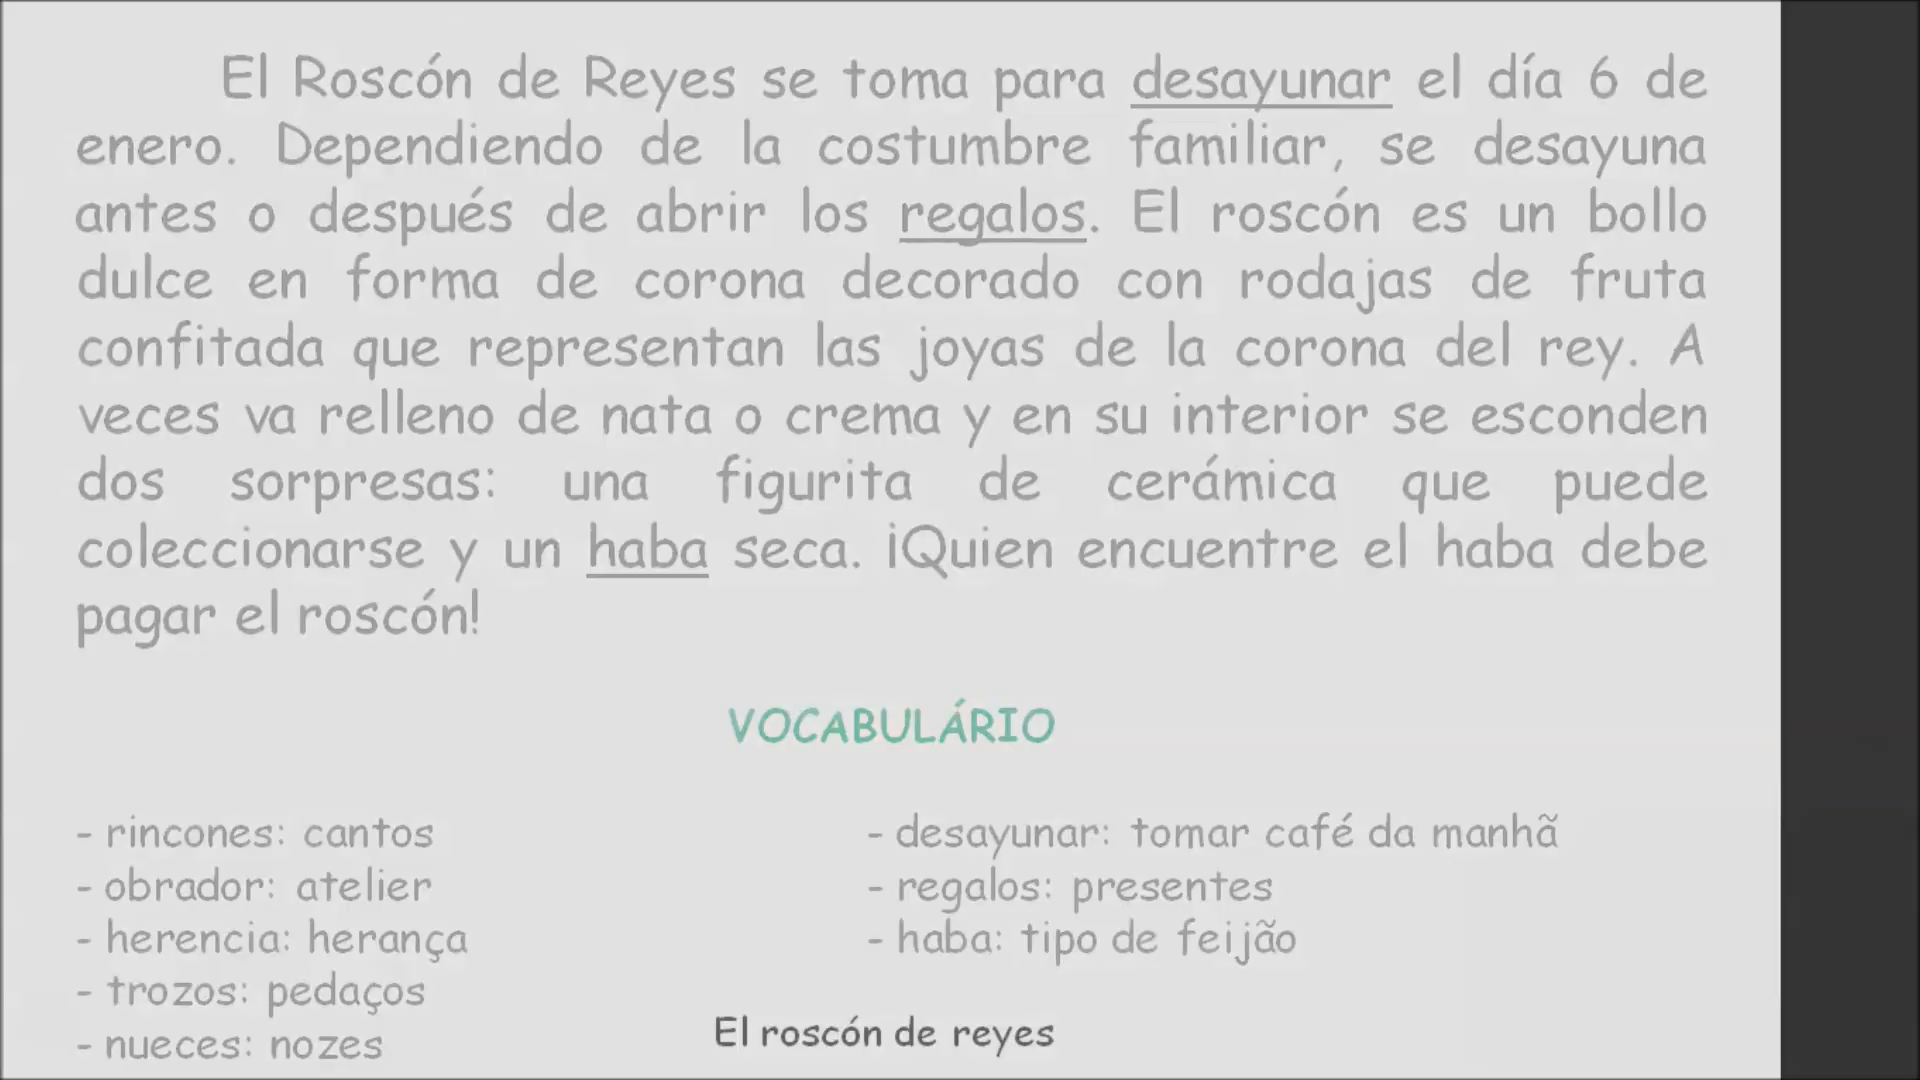 El Roscón de Reyes se toma para desayunar el día 6 de
enero. Dependiendo de la costumbre familiar, se desayuna
antes o después de abrir los regalos. El roscón es un bollo
dulce en forma de corona decorado con rodajas de fruta
confitada que representan las joyas de la corona del rey. A
veces va relleno de nata o crema y en su interior se esconden
dos sorpresas: una figurita de cerámica que puede
coleccionarse y un haba seca. ¡Quien encuentre el haba debe
pagar el roscón!
VOCABULÁRIO
- rincones: cantos
- obrador: atelier
- herencia: herança
- trozos: pedaços
- nueces: nozes
- desayunar: tomar café da manhã
- regalos: presentes
- haba: tipo de feijão
El roscón de reyes